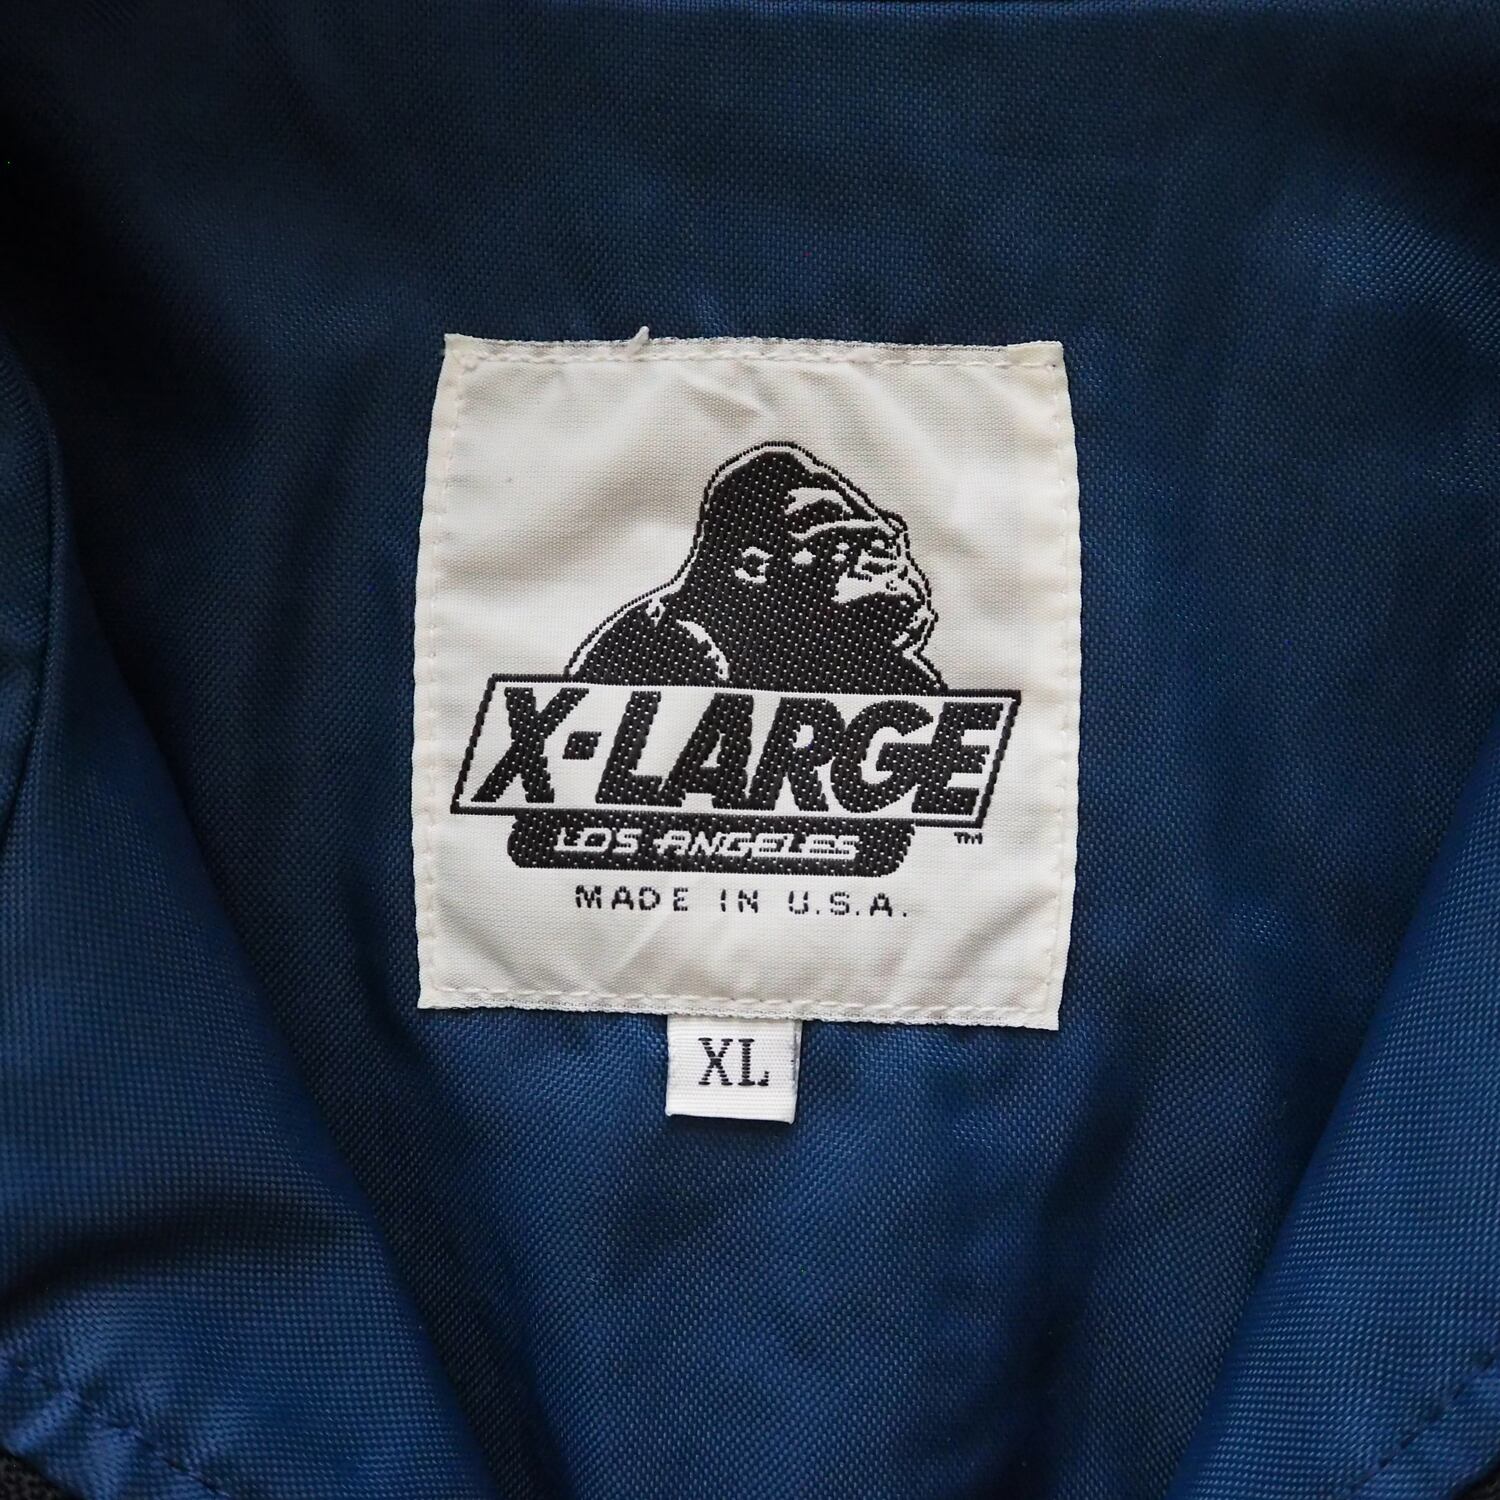 X-LARGE
LOS ANGELES
TM
MADE IN U.S.A.
XL